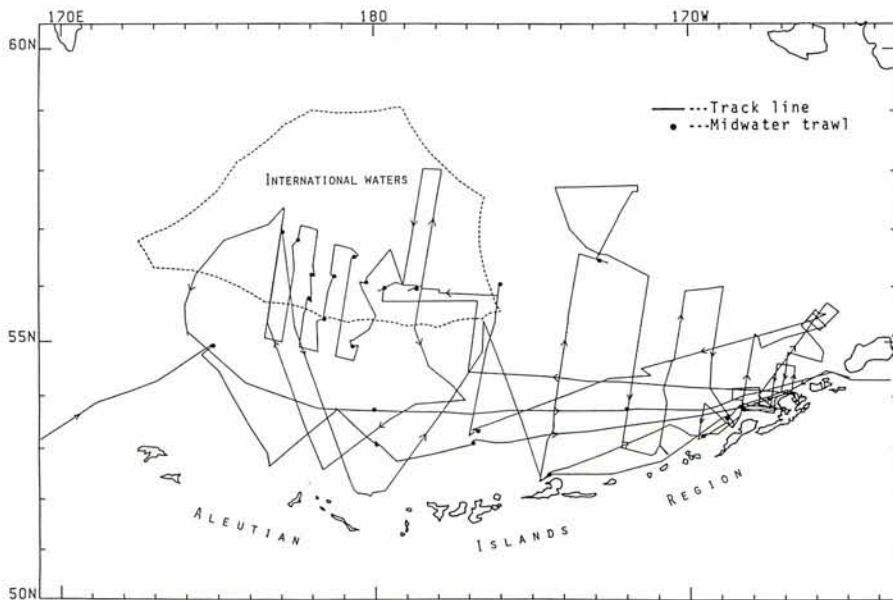 170E 180 170W
60N
--- Track line
--- Midwater trawl
INTERNATIONAL WATERS
55N
ALEUTIAN ISLANDS REGION
50N